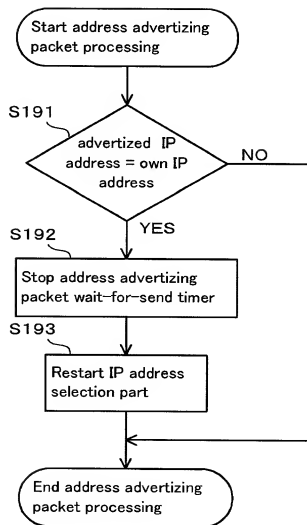 Start address advertizing
packet processing
S191
advertized IP
address = own IP
address
NO
YES
S192
Stop address advertizing
packet wait-for-send timer
S193
Restart IP address
selection part
End address advertizing
packet processing